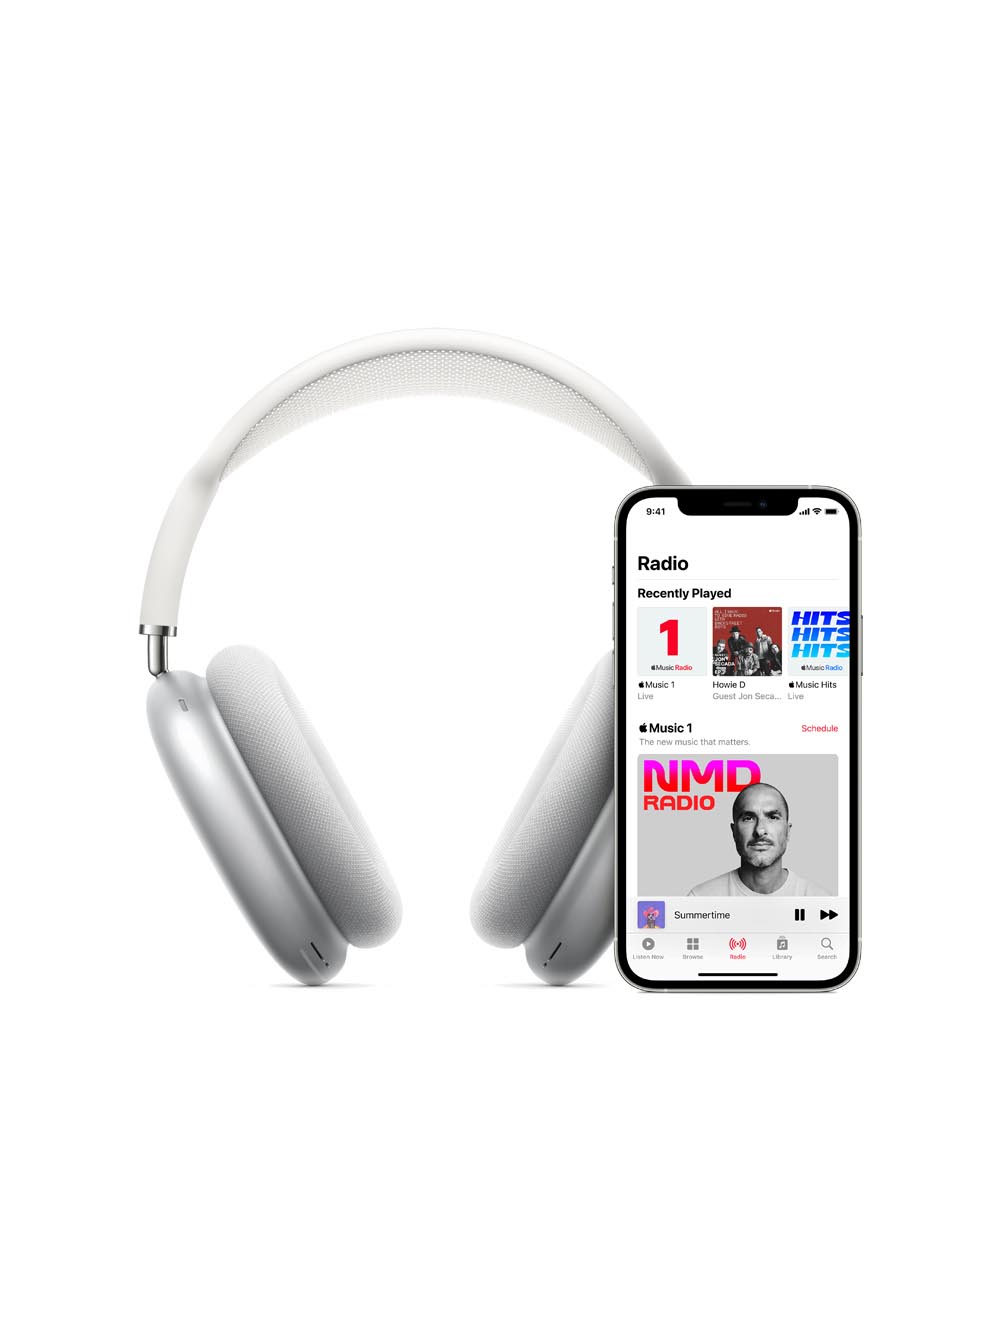 9:41
Radio
Recently Played
1
Music Radio
HITS
HITS
HITS
Music Radio
JON
SECADA
Music 1
Live
Howie D
Guest Jon Seca...
Music Hits
Live
Music 1
Schedule
The new music that matters.
NMD
RADIO
Summertime
Listen Now
Browse
Radio
Library
Search